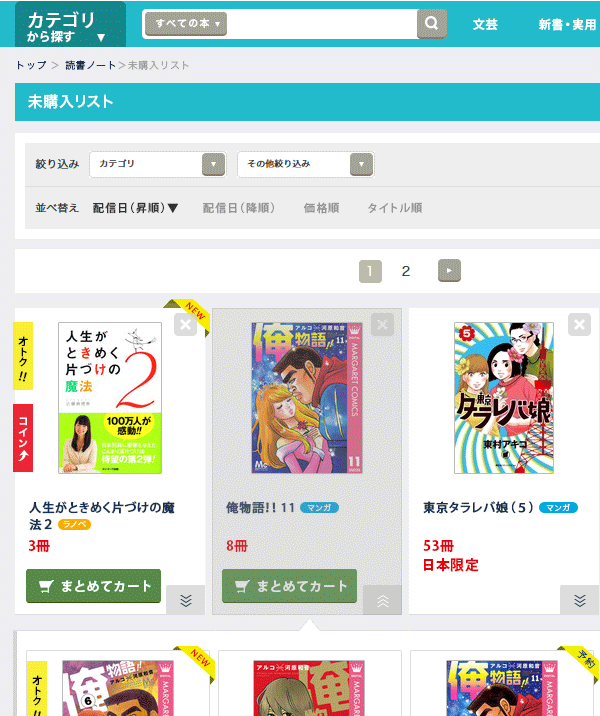 カテゴリ
から探す ▼
すべての本 ▼
文芸
新書・実用
トップ > 読書ノート>未購入リスト
未購入リスト
絞り込み
カテゴリ ▼
その他絞り込み ▼
並べ替え
配信日(昇順)▼
配信日(降順)
価格順
タイトル順
1
2
オトク!!
コイン
NEW
人生が
ときめく
片づけの
魔法
2
100万人が
感動!!
待望の第2弾!
人生がときめく片づけの魔
法2 ラノベ
3冊
まとめてカート
アルコ 河原和音
俺物語!!
11
MARGARET COMICS
11
俺物語!!11 マンガ
8冊
まとめてカート
5
東京
タラレバ娘
東村アキコ
東京タラレバ娘(5) マンガ
53冊
日本限定
オトク!!
NEW
俺物語!!
6
アルコ 河原和音
俺
アルコ 河原和音
俺物語!!
11
予約